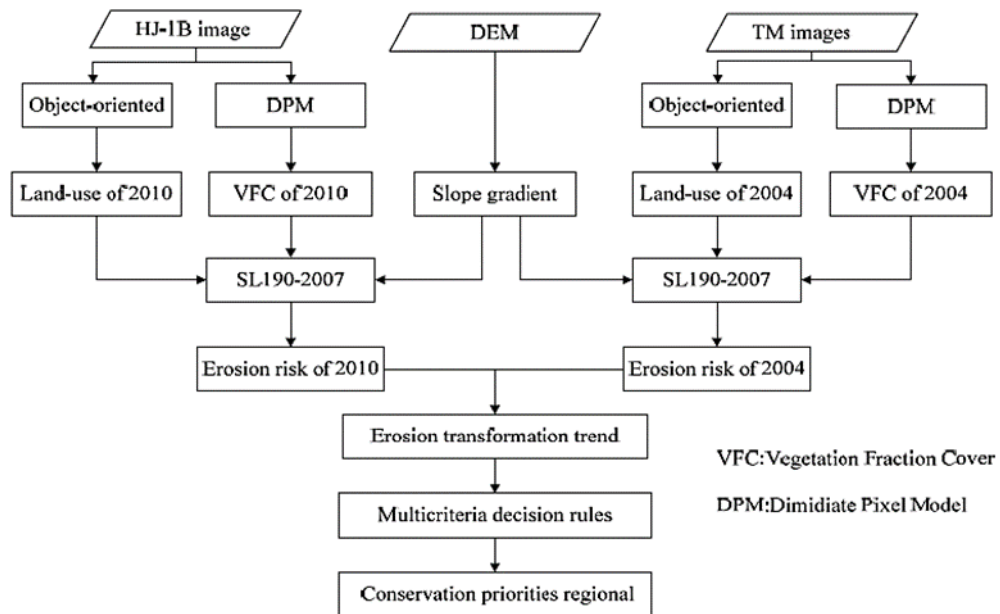 HJ-1B image
DEM
TM images
Object-oriented
DPM
Object-oriented
DPM
Land-use of 2010
VFC of 2010
Slope gradient
Land-use of 2004
VFC of 2004
SL190-2007
SL190-2007
Erosion risk of 2010
Erosion risk of 2004
Erosion transformation trend
VFC:Vegetation Fraction Cover
Multicriteria decision rules
DPM:Dimidiate Pixel Model
Conservation priorities regional